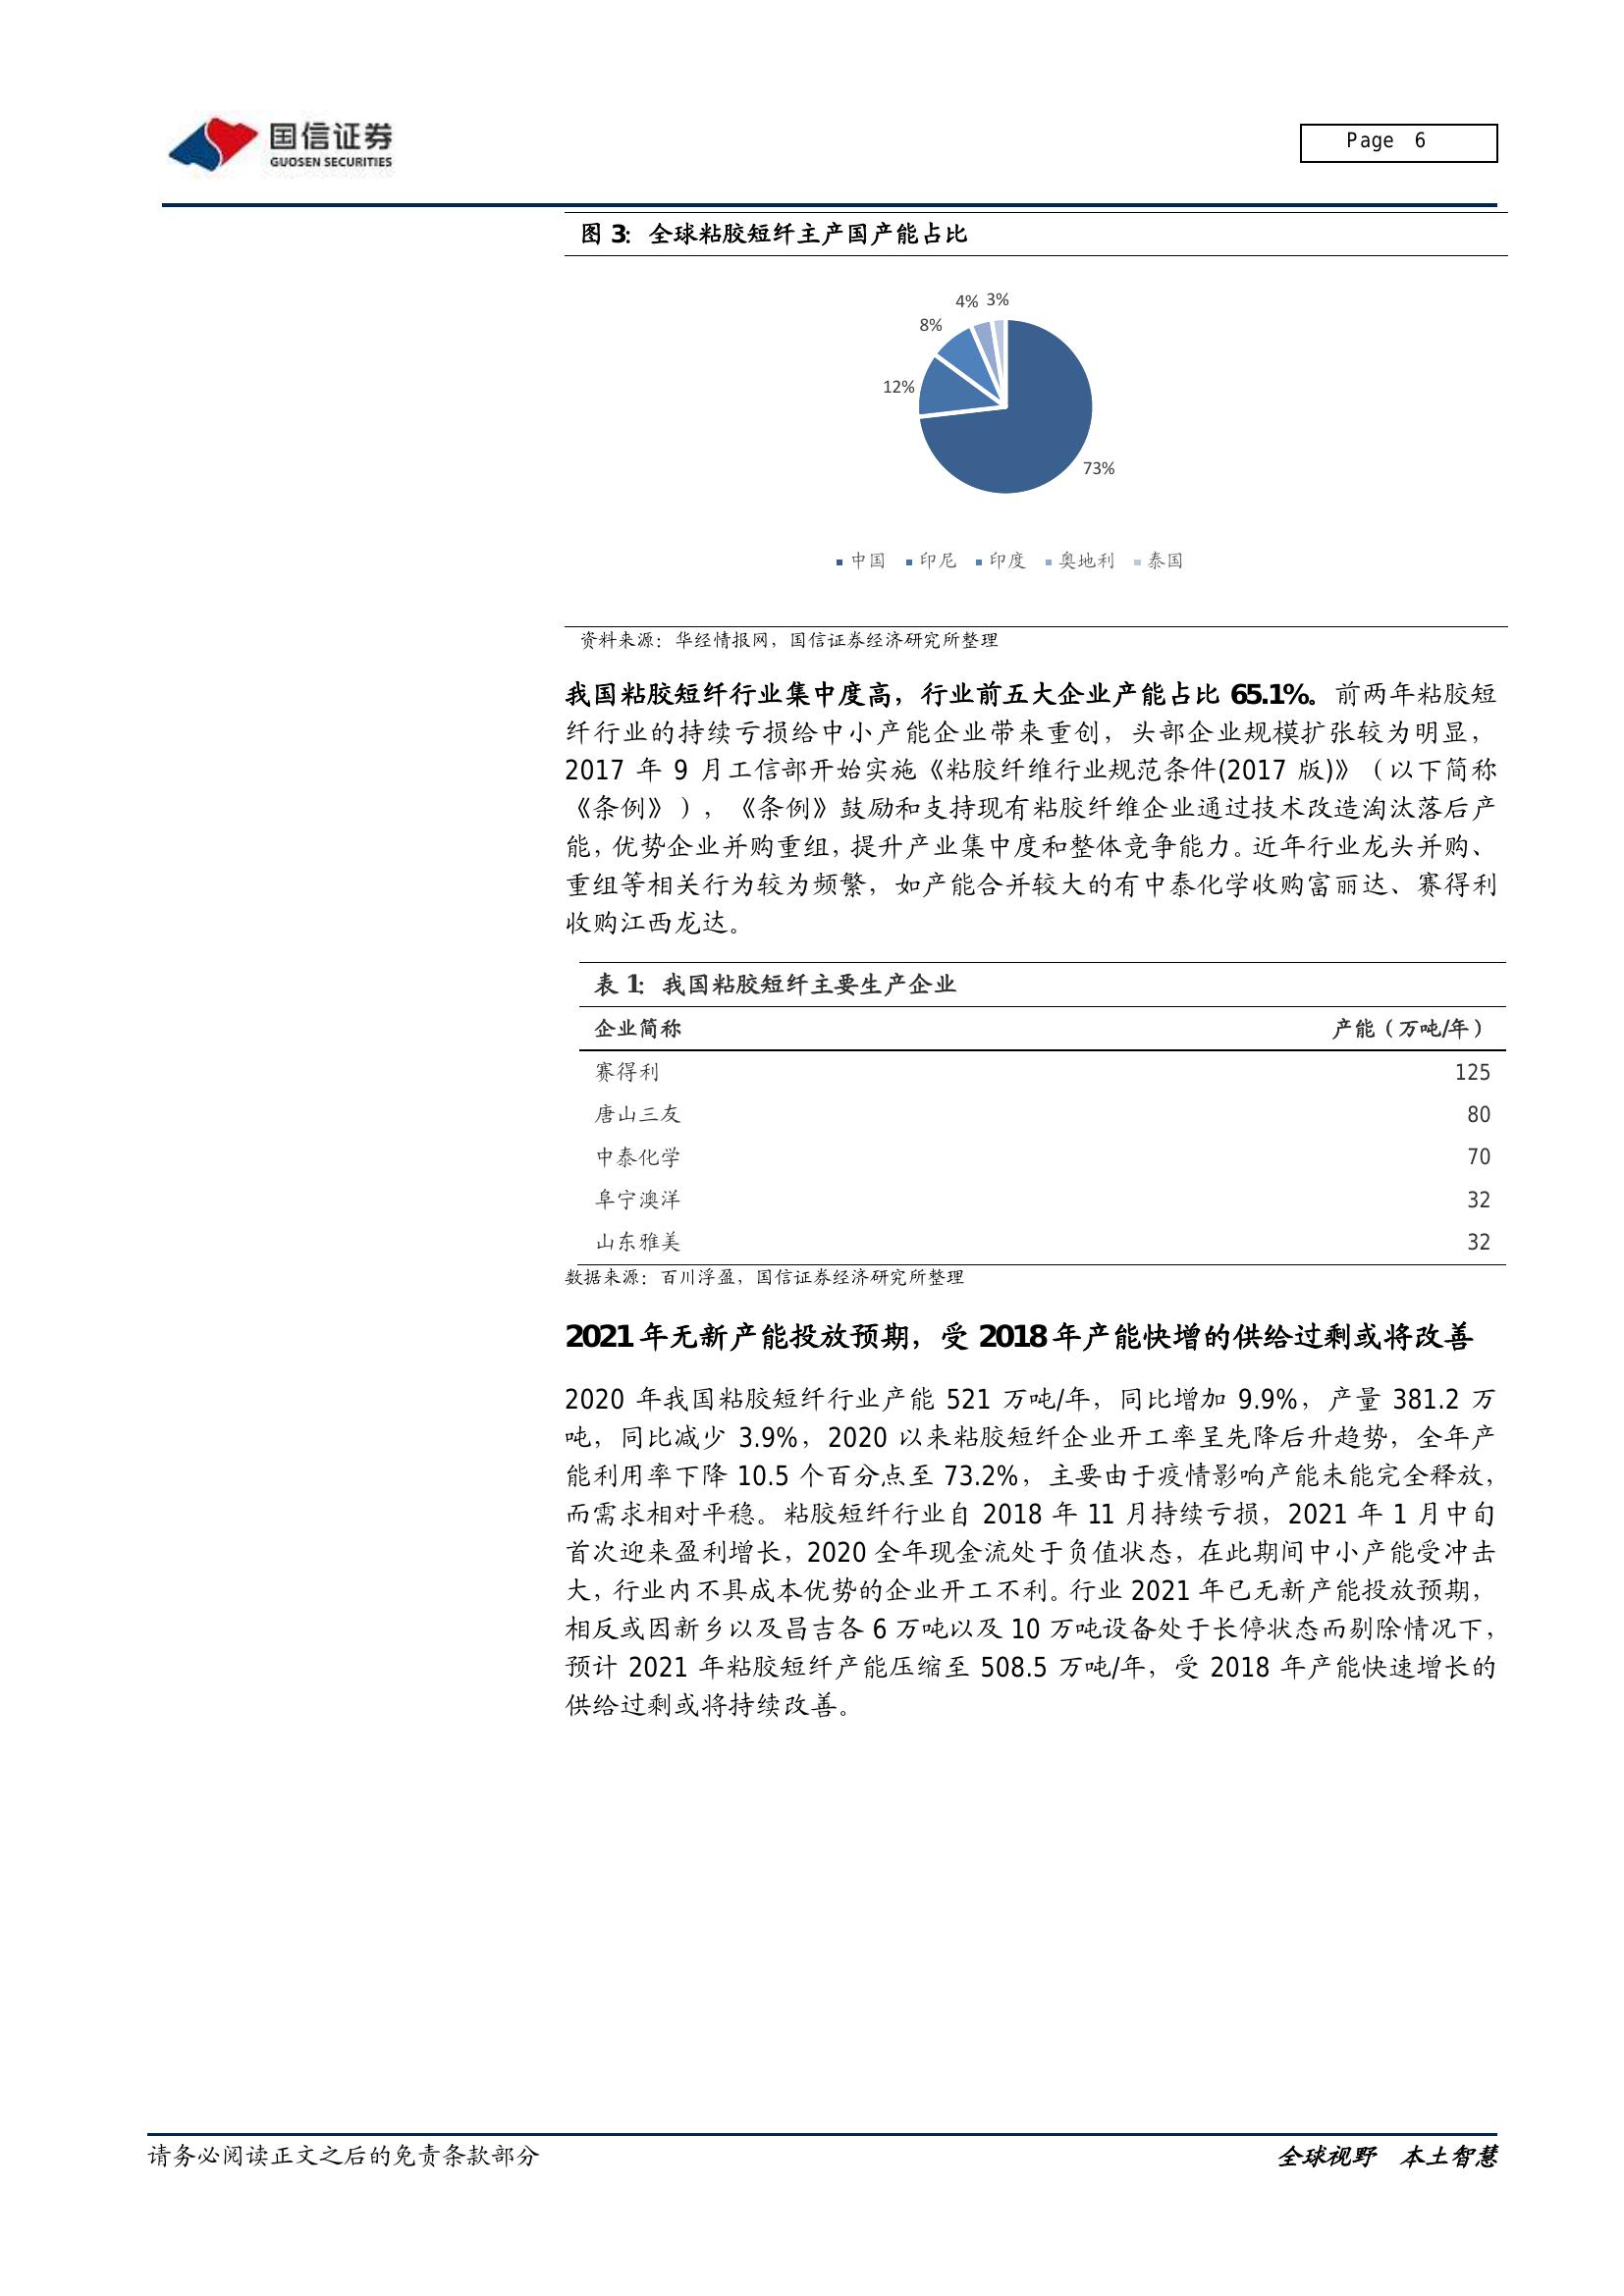 国信证券
GUOSEN SECURITIES
Page 6
图 3：全球粘胶短纤主产国产能占比
4% 3%
8%
12%
73%
中国 印尼 印度 奥地利 泰国
资料来源：华经情报网，国信证券经济研究所整理
我国粘胶短纤行业集中度高，行业前五大企业产能占比 65.1%。前两年粘胶短
纤行业的持续亏损给中小产能企业带来重创，头部企业规模扩张较为明显，
2017 年 9 月工信部开始实施《粘胶纤维行业规范条件(2017 版)》（以下简称
《条例》），《条例》鼓励和支持现有粘胶纤维企业通过技术改造淘汰落后产
能，优势企业并购重组，提升产业集中度和整体竞争能力。近年行业龙头并购、
重组等相关行为较为频繁，如产能合并较大的有中泰化学收购富丽达、赛得利
收购江西龙达。
表 1：我国粘胶短纤主要生产企业
企业简称 产能（万吨/年）
赛得利 125
唐山三友 80
中泰化学 70
阜宁澳洋 32
山东雅美 32
数据来源：百川浮盈，国信证券经济研究所整理
2021 年无新产能投放预期，受 2018 年产能快增的供给过剩或将改善
2020 年我国粘胶短纤行业产能 521 万吨/年，同比增加 9.9%，产量 381.2 万
吨，同比减少 3.9%，2020 以来粘胶短纤企业开工率呈先降后升趋势，全年产
能利用率下降 10.5 个百分点至 73.2%，主要由于疫情影响产能未能完全释放，
而需求相对平稳。粘胶短纤行业自 2018 年 11 月持续亏损，2021 年 1 月中旬
首次迎来盈利增长，2020 全年现金流处于负值状态，在此期间中小产能受冲击
大，行业内不具成本优势的企业开工不利。行业 2021 年已无新产能投放预期，
相反或因新乡以及昌吉各 6 万吨以及 10 万吨设备处于长停状态而剔除情况下，
预计 2021 年粘胶短纤产能压缩至 508.5 万吨/年，受 2018 年产能快速增长的
供给过剩或将持续改善。
请务必阅读正文之后的免责条款部分 全球视野 本土智慧